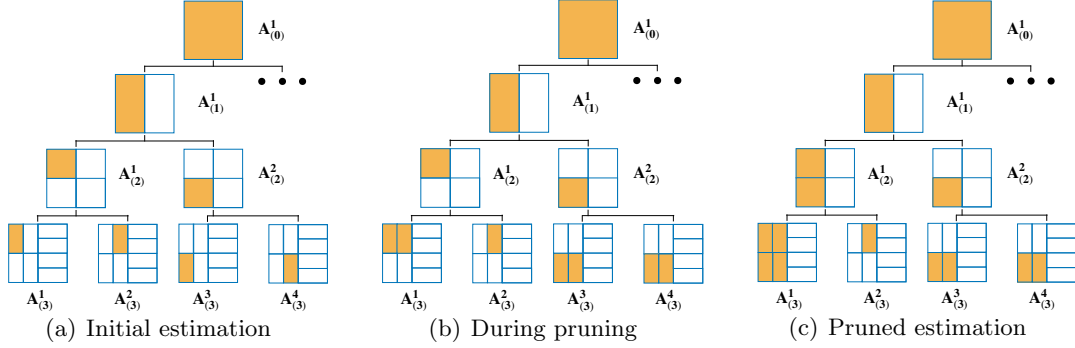 A^1_(0)
• • •
A^1_(1)
A^1_(2)
A^2_(2)
A^1_(3) A^2_(3) A^3_(3) A^4_(3)
(a) Initial estimation
A^1_(0)
• • •
A^1_(1)
A^1_(2)
A^2_(2)
A^1_(3) A^2_(3) A^3_(3) A^4_(3)
(b) During pruning
A^1_(0)
• • •
A^1_(1)
A^1_(2)
A^2_(2)
A^1_(3) A^2_(3) A^3_(3) A^4_(3)
(c) Pruned estimation